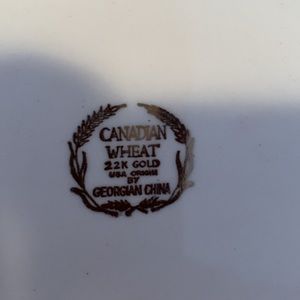 CANADIAN
WHEAT
22K GOLD
USA ORIGIN
BY
GEORGIAN CHINA